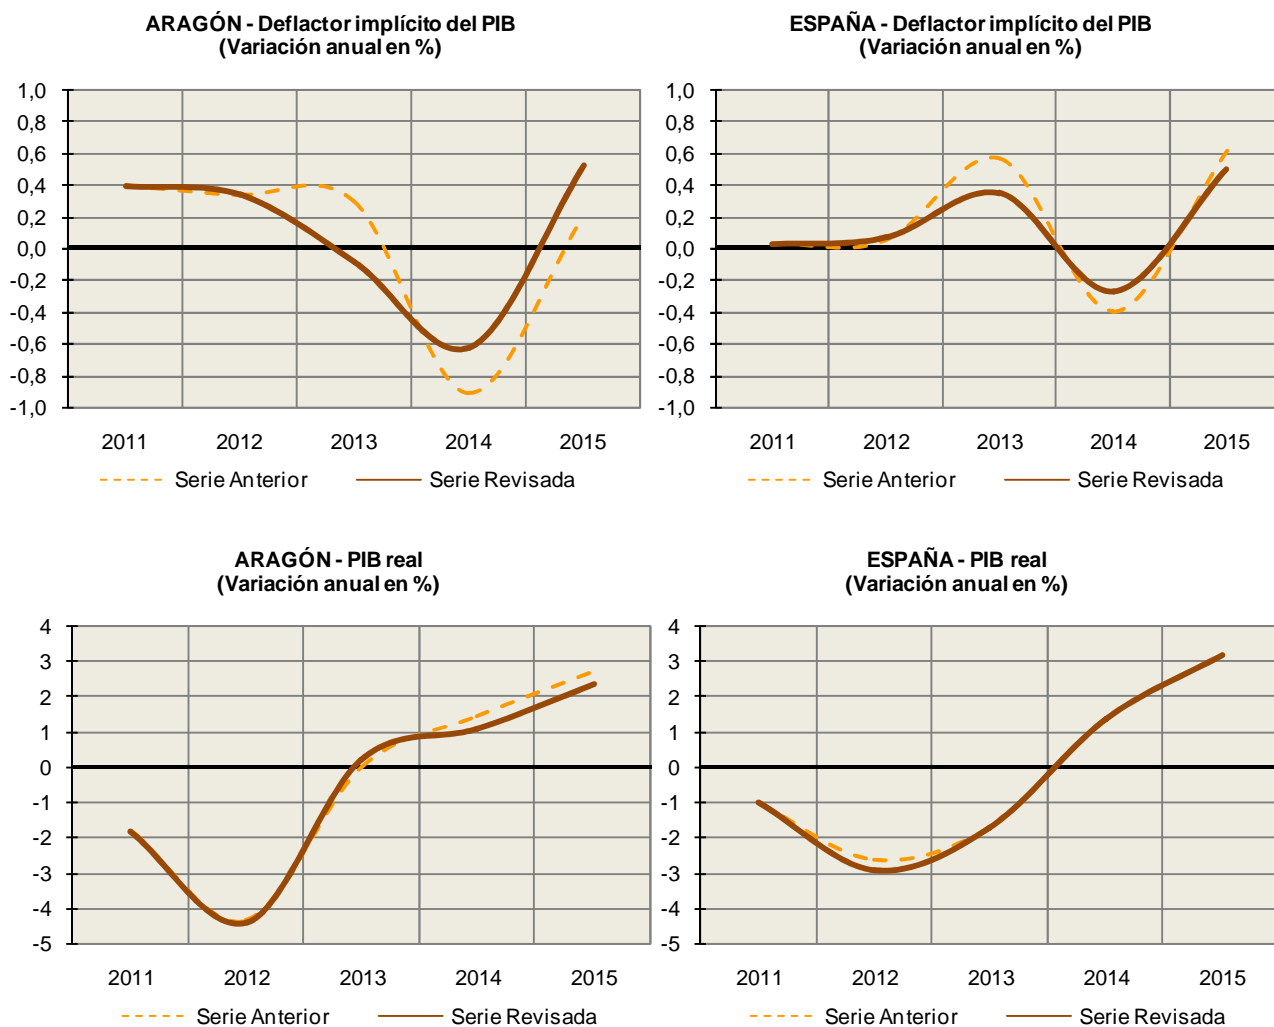 ARAGÓN - Deflactor implícito del PIB
(Variación anual en %)
1,0
0,8
0,6
0,4
0,2
0,0
-0,2
-0,4
-0,6
-0,8
-1,0
2011 2012 2013 2014 2015
Serie Anterior Serie Revisada
ESPAÑA - Deflactor implícito del PIB
(Variación anual en %)
1,0
0,8
0,6
0,4
0,2
0,0
-0,2
-0,4
-0,6
-0,8
-1,0
2011 2012 2013 2014 2015
Serie Anterior Serie Revisada
ARAGÓN - PIB real
(Variación anual en %)
4
3
2
1
0
-1
-2
-3
-4
-5
2011 2012 2013 2014 2015
Serie Anterior Serie Revisada
ESPAÑA - PIB real
(Variación anual en %)
4
3
2
1
0
-1
-2
-3
-4
-5
2011 2012 2013 2014 2015
Serie Anterior Serie Revisada